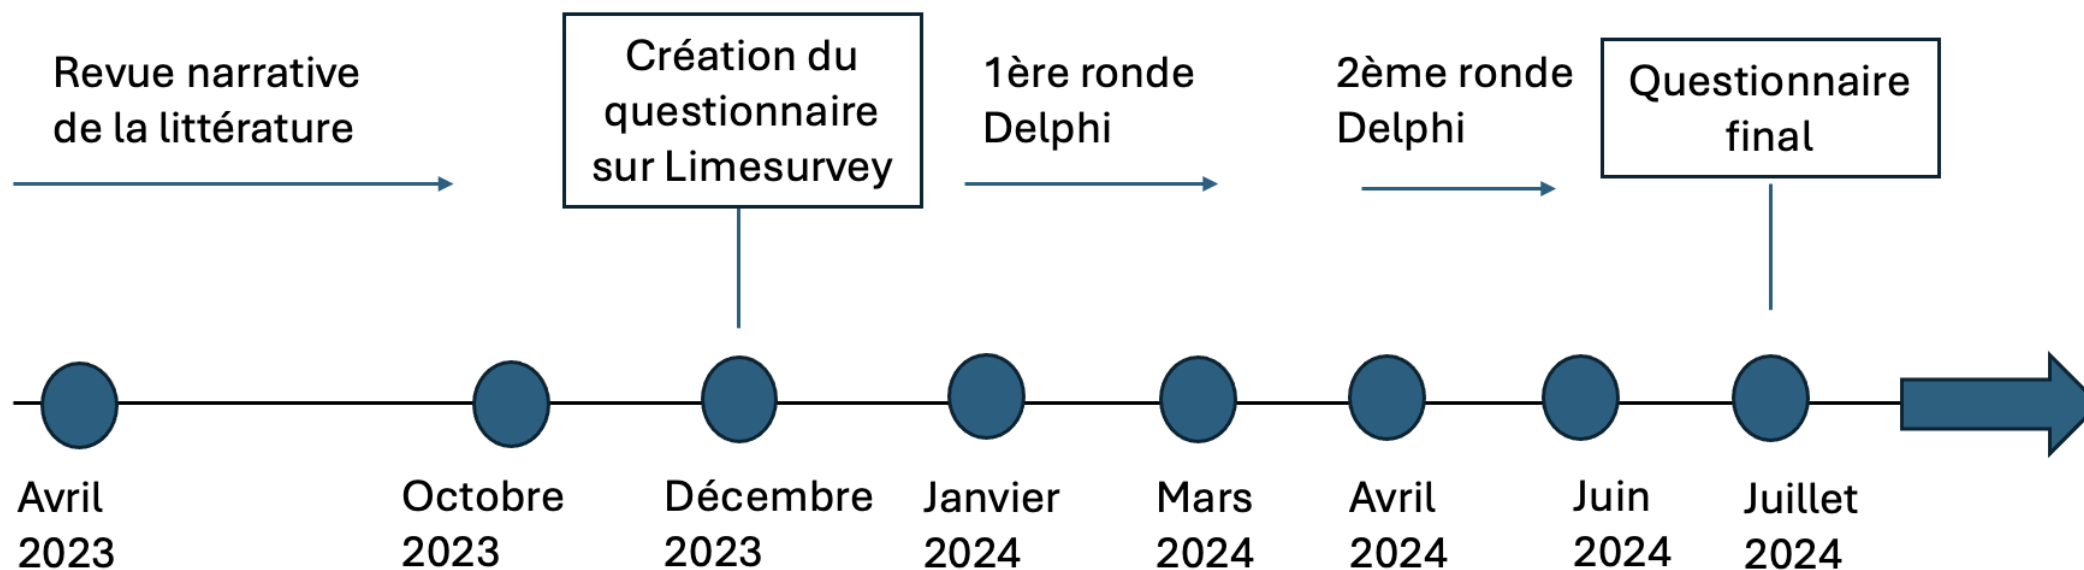 Revue narrative
de la littérature
Création du
questionnaire
sur Limesurvey
1ère ronde
Delphi
2ème ronde
Delphi
Questionnaire
final
Avril
2023
Octobre
2023
Décembre
2023
Janvier
2024
Mars
2024
Avril
2024
Juin
2024
Juillet
2024